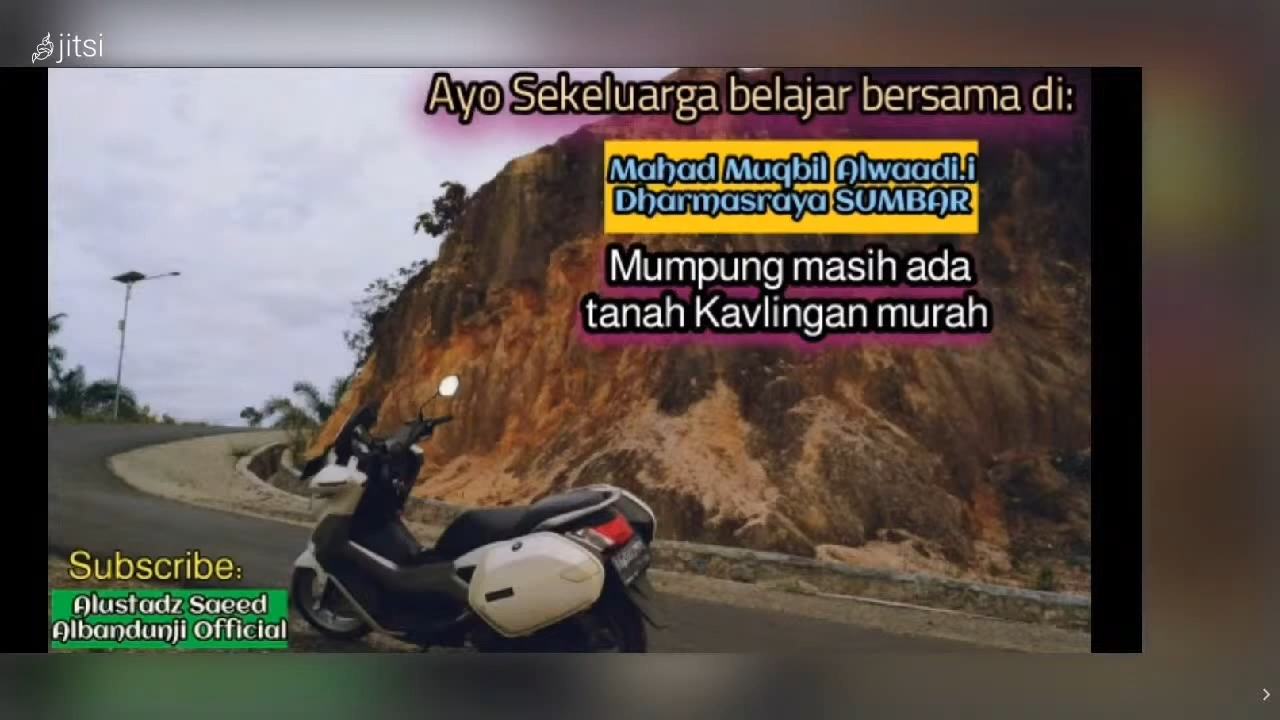 jitsi
Ayo Sekeluarga belajar bersama di:
Mahad Muqbil Alwaadi.i
Dharmasraya SUMBAR
Mumpung masih ada
tanah Kavlingan murah
Subscribe:
Alustadz Saeed
Albandunji Official